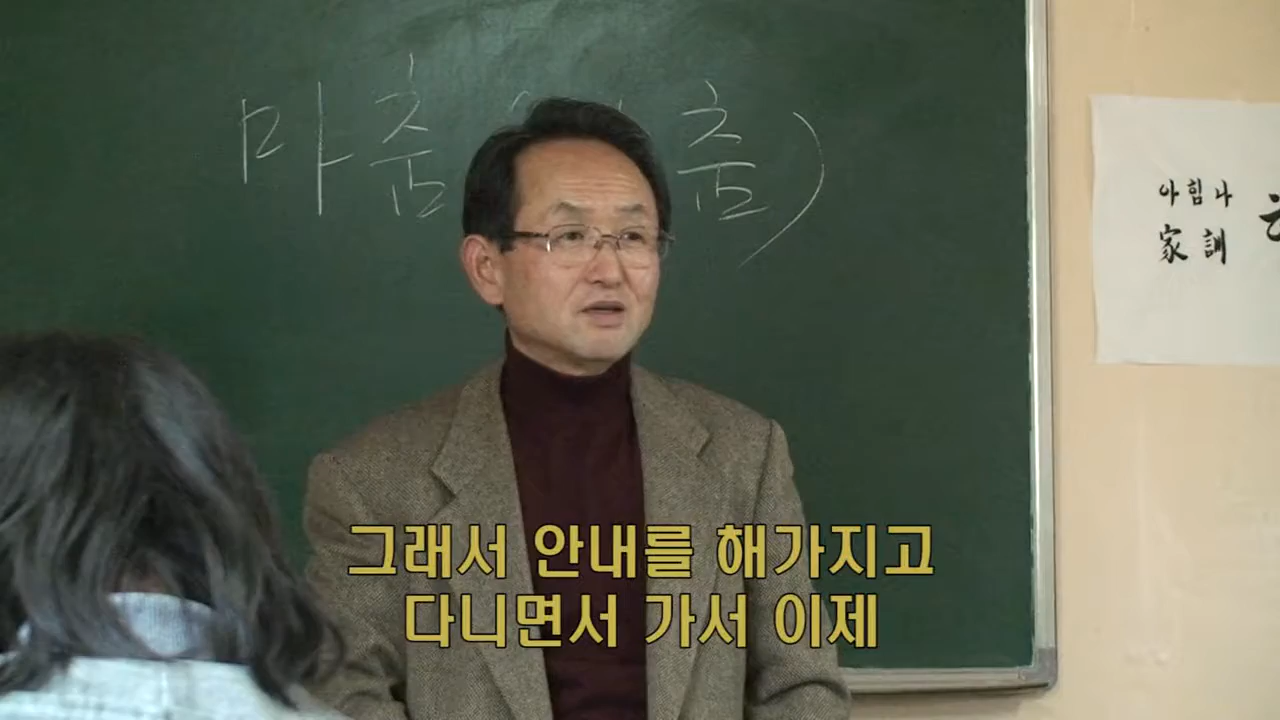 마춤
춤)
아힘나
家訓
그래서 안내를 해가지고
다니면서 가서 이제